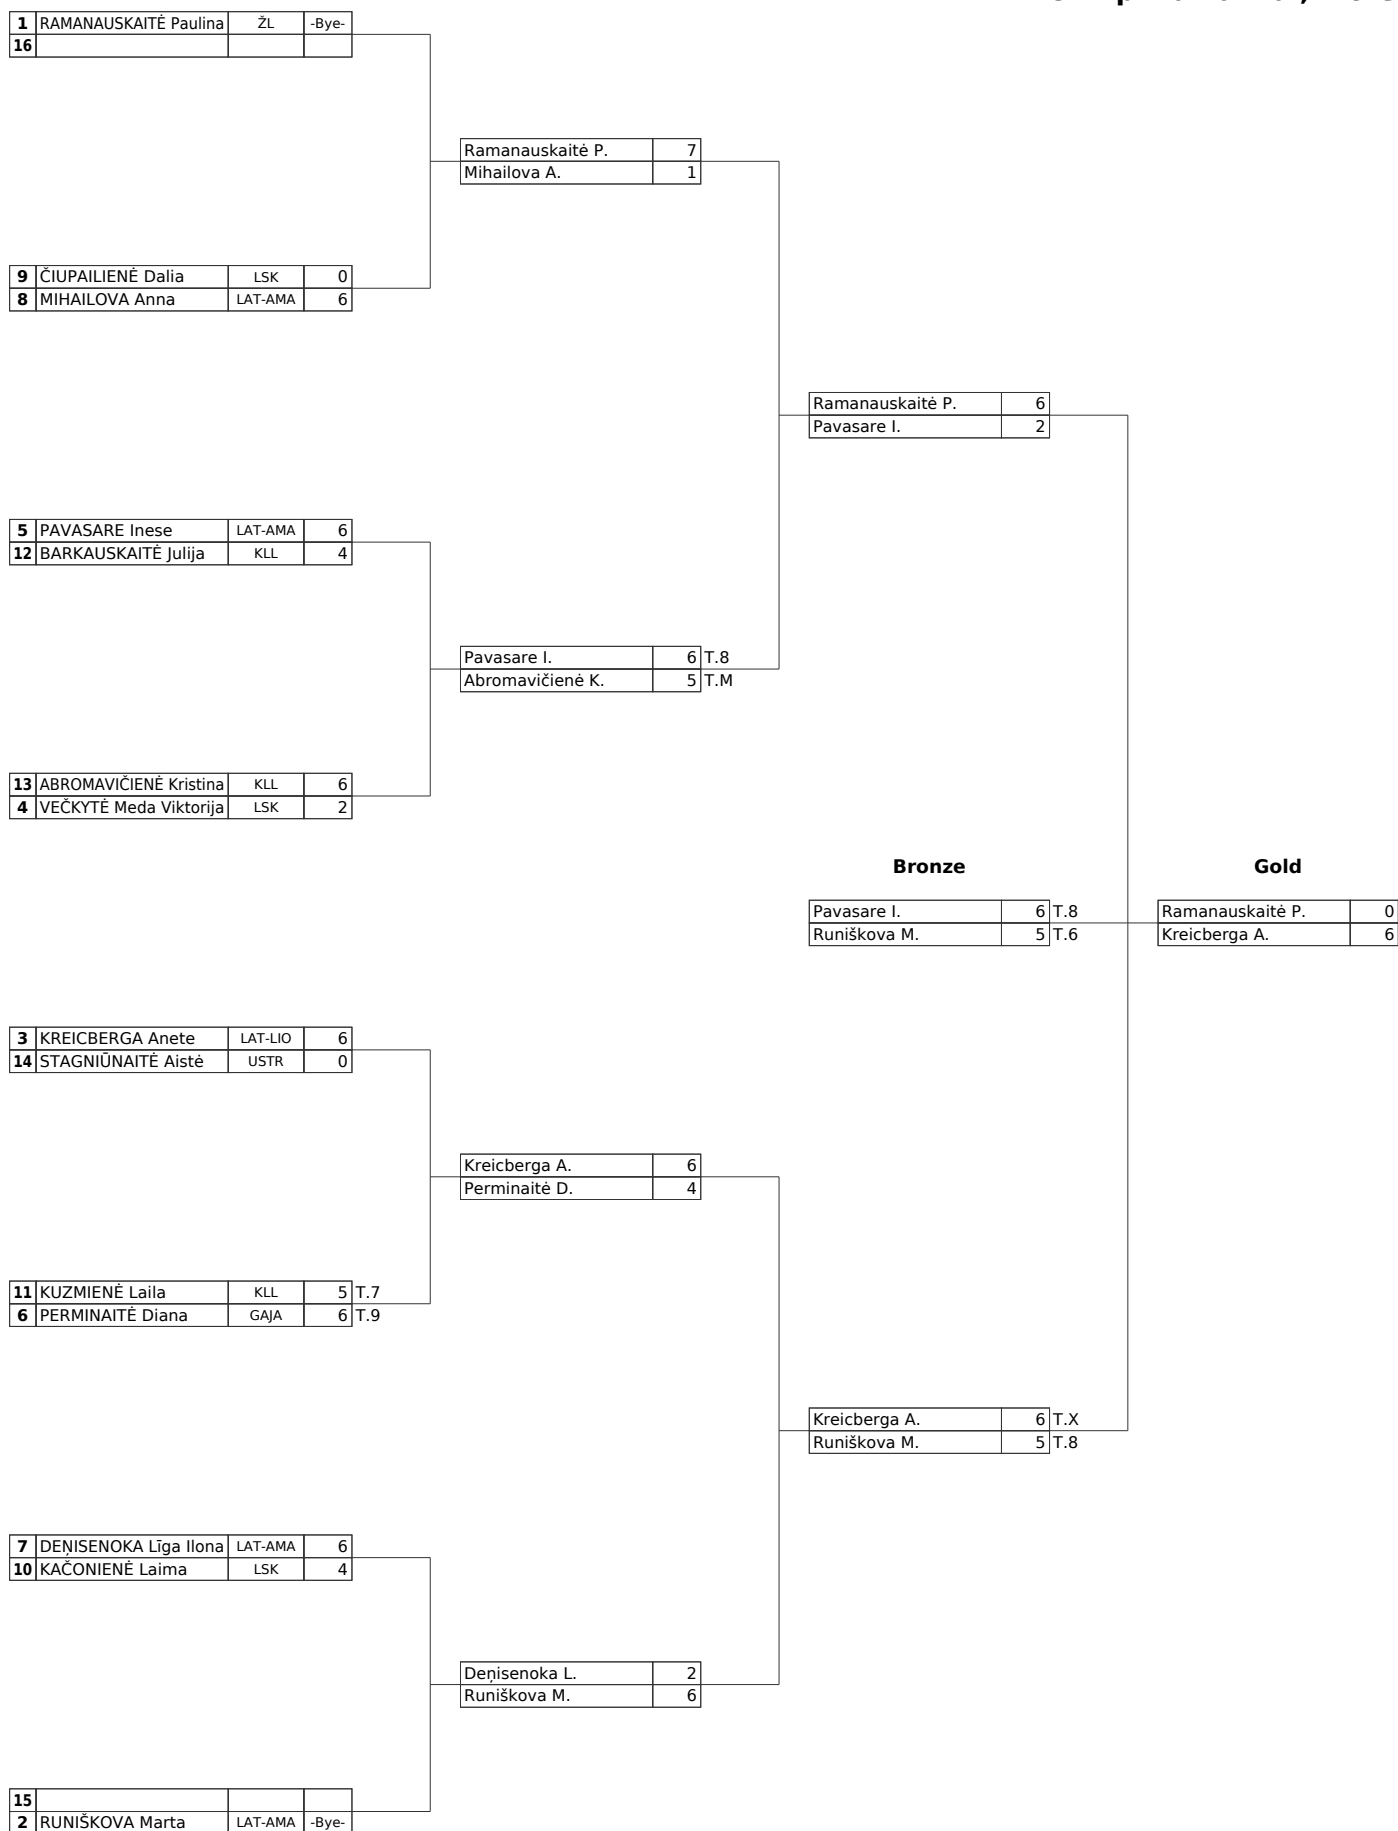 1 RAMANAUSKAITĖ Paulina ŽL -Bye-
16
Ramanauskaitė P. 7
Mihailova A. 1
9 ČIUPAILIENĖ Dalia LSK 0
8 MIHAILOVA Anna LAT-AMA 6
Ramanauskaitė P. 6
Pavasare I. 2
5 PAVASARE Inese LAT-AMA 6
12 BARKAUSKAITĖ Julija KLL 4
Pavasare I. 6 T.8
Abromavičienė K. 5 T.M
13 ABROMAVIČIENĖ Kristina KLL 6
4 VEČKYTĖ Meda Viktorija LSK 2
Bronze Gold
Pavasare I. 6 T.8 Ramanauskaitė P. 0
Runiškova M. 5 T.6 Kreicberga A. 6
3 KREICBERGA Anete LAT-LIO 6
14 STAGNIŪNAITĖ Aistė USTR 0
Kreicberga A. 6
Perminaitė D. 4
11 KUZMIENĖ Laila KLL 5 T.7
6 PERMINAITĖ Diana GAJA 6 T.9
Kreicberga A. 6 T.X
Runiškova M. 5 T.8
7 DEŅISENOKA Līga Ilona LAT-AMA 6
10 KAČONIENĖ Laima LSK 4
Deņisenoka L. 2
Runiškova M. 6
15
2 RUNIŠKOVA Marta LAT-AMA -Bye-